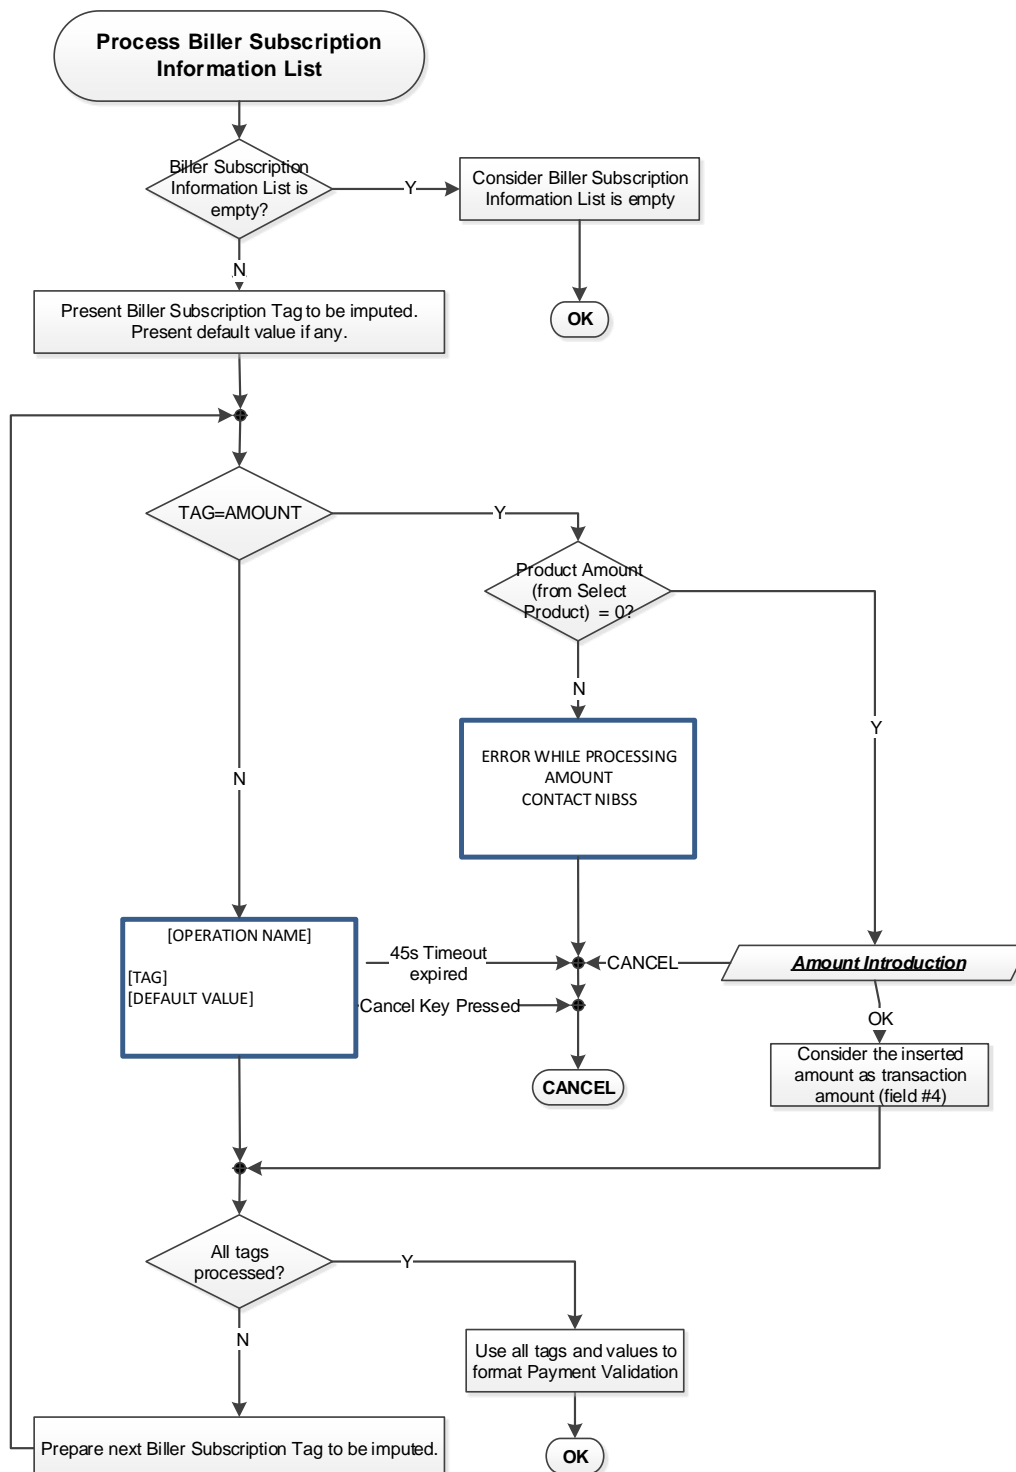 Process Biller Subscription
Information List
Biller Subscription
Information List is
empty?
Y
Consider Biller Subscription
Information List is empty
N
OK
Present Biller Subscription Tag to be imputed.
Present default value if any.
TAG=AMOUNT
Y
Product Amount
(from Select
Product) = 0?
N
Y
ERROR WHILE PROCESSING
AMOUNT
CONTACT NIBSS
N
[OPERATION NAME]
[TAG]
[DEFAULT VALUE]
45s Timeout
expired
CANCEL
Amount Introduction
Cancel Key Pressed
OK
CANCEL
Consider the inserted
amount as transaction
amount (field #4)
All tags
processed?
Y
N
Use all tags and values to
format Payment Validation
Prepare next Biller Subscription Tag to be imputed.
OK